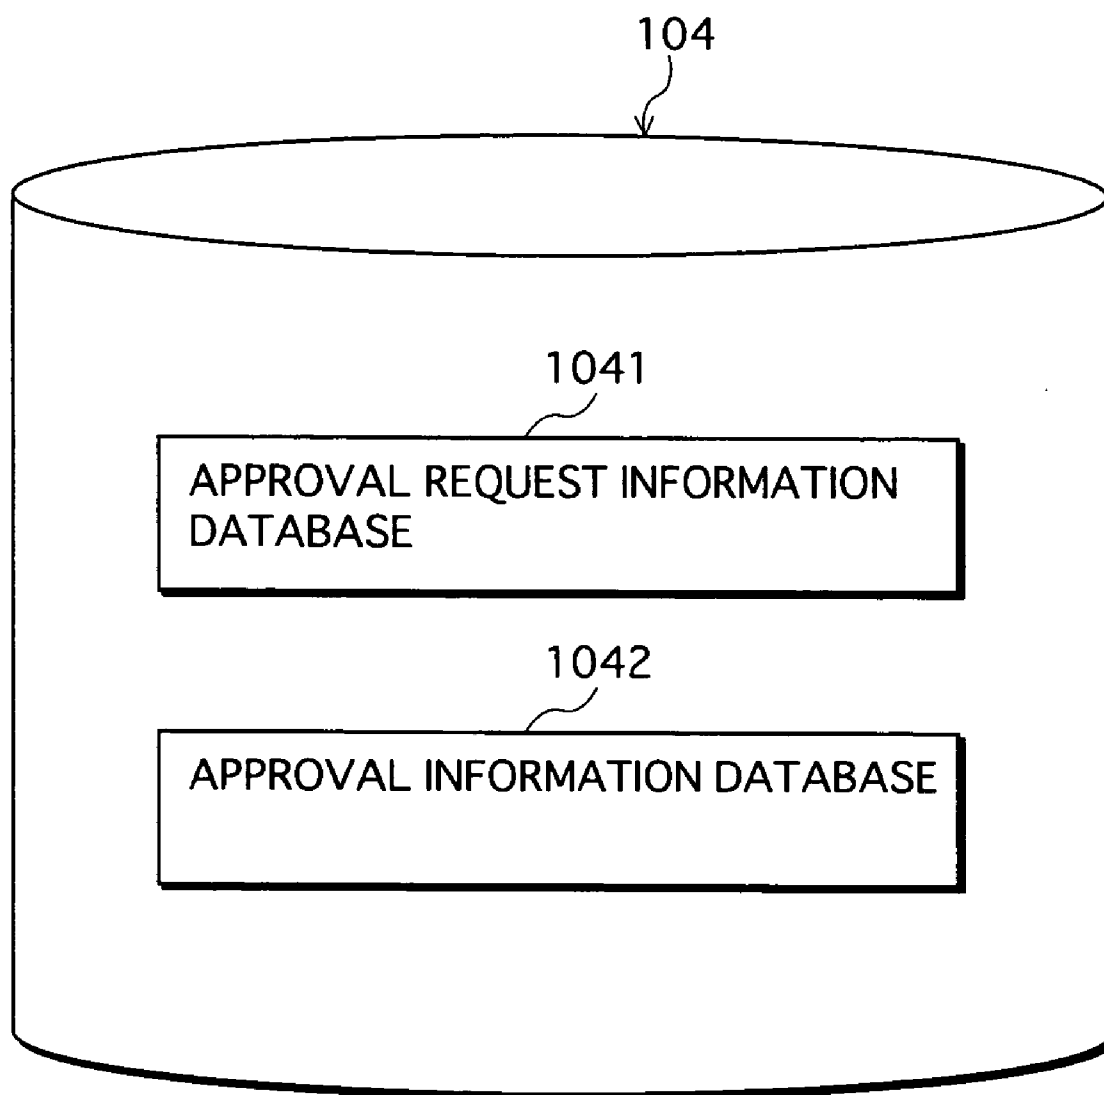 104
1041
APPROVAL REQUEST INFORMATION
DATABASE
1042
APPROVAL INFORMATION DATABASE